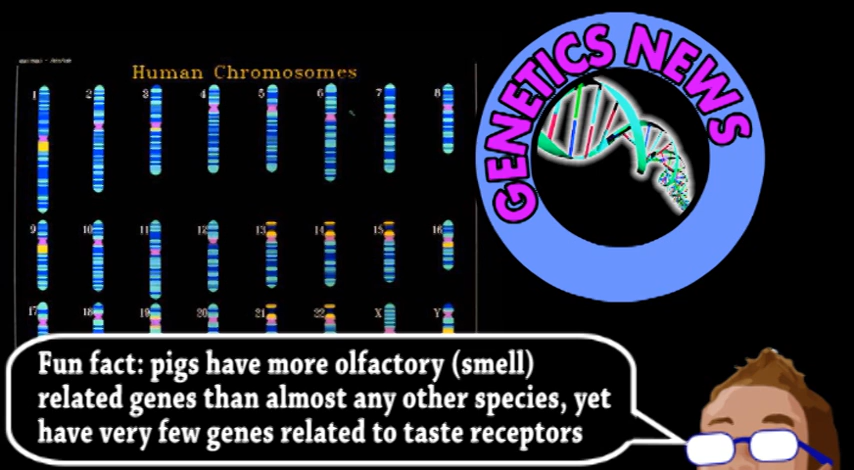 Human Chromosomes
GENETICS NEWS
1 2 3 4 5 6 7 8
9 10 11 12 13 14 15 16
17 18 19 20 21 22 X Y
Fun fact: pigs have more olfactory (smell)
related genes than almost any other species, yet
have very few genes related to taste receptors